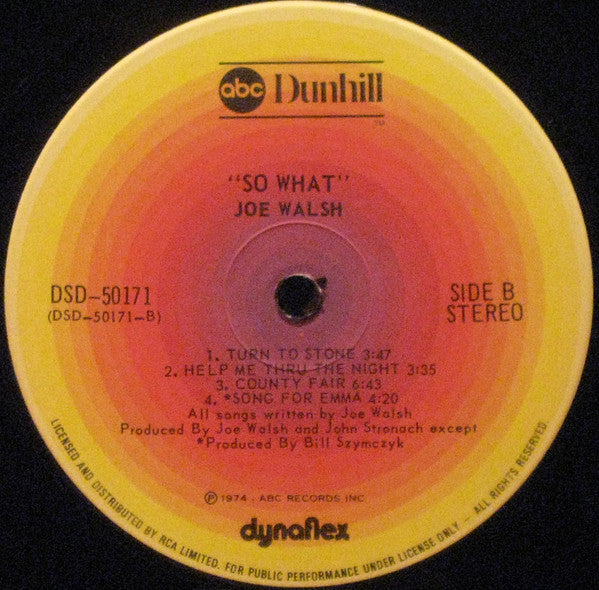 abc Dunhill
TM
"SO WHAT"
JOE WALSH
DSD-50171
(DSD-50171-B)
SIDE B
STEREO
1. TURN TO STONE 3:47
2. HELP ME THRU THE NIGHT 3:35
3. COUNTY FAIR 6:43
4. *SONG FOR EMMA 4:20
All songs written by Joe Walsh
Produced By Joe Walsh and John Stronach except
*Produced By Bill Szymczyk
Ⓟ 1974 - ABC RECORDS INC
dynaflex
LICENSED AND DISTRIBUTED BY RCA LIMITED. FOR PUBLIC PERFORMANCE UNDER LICENSE ONLY — ALL RIGHTS RESERVED.